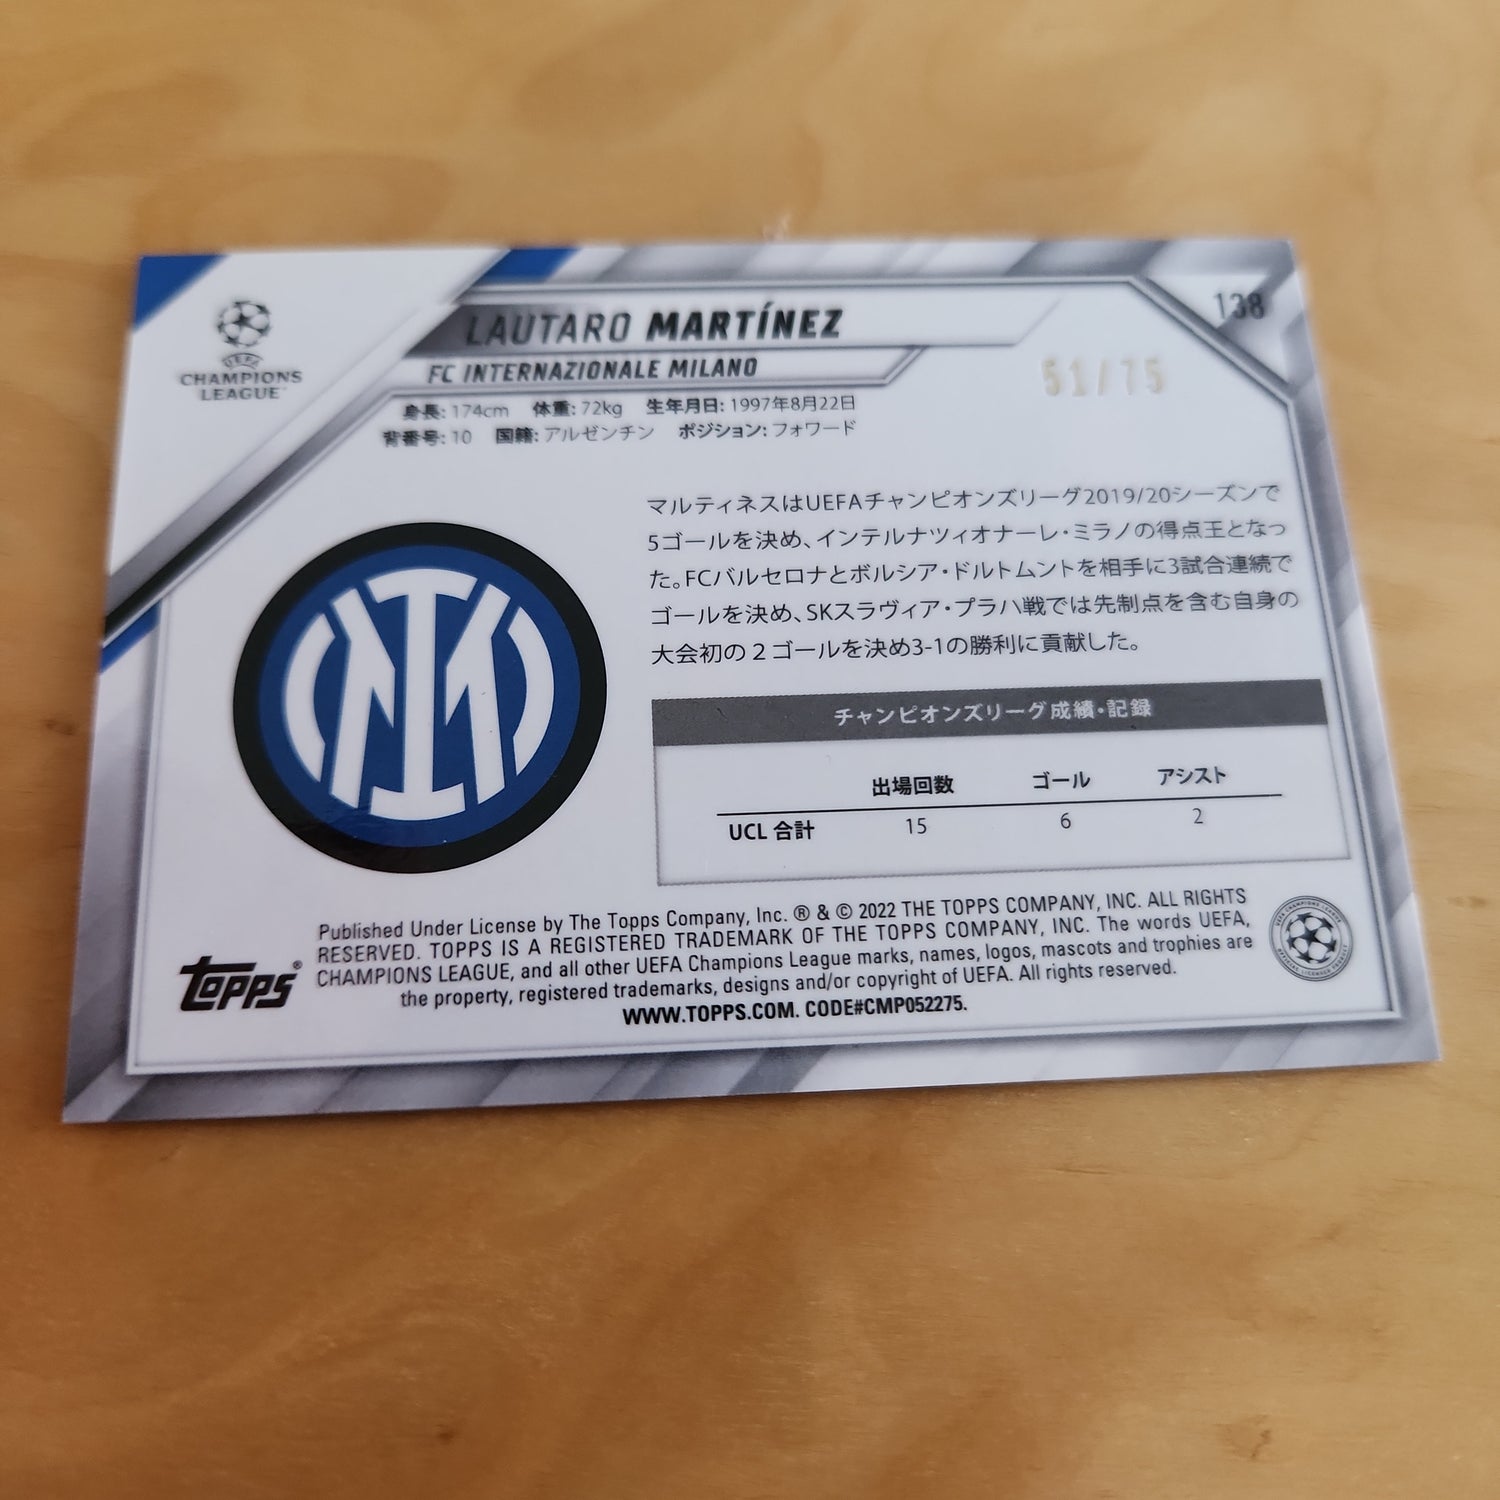 UEFA
CHAMPIONS
LEAGUE
LAUTARO MARTÍNEZ
138
FC INTERNAZIONALE MILANO
51/75
身長: 174cm 体重: 72kg 生年月日: 1997年8月22日
背番号: 10 国籍: アルゼンチン ポジション: フォワード
マルティネスはUEFAチャンピオンズリーグ2019/20シーズンで
5ゴールを決め、インテルナツィオナーレ・ミラノの得点王となっ
た。FCバルセロナとボルシア・ドルトムントを相手に3試合連続で
ゴールを決め、SKスラヴィア・プラハ戦では先制点を含む自身の
大会初の2ゴールを決め3-1の勝利に貢献した。
チャンピオンズリーグ成績・記録
出場回数 ゴール アシスト
UCL 合計 15 6 2
Published Under License by The Topps Company, Inc. ® & © 2022 THE TOPPS COMPANY, INC. ALL RIGHTS
RESERVED. TOPPS IS A REGISTERED TRADEMARK OF THE TOPPS COMPANY, INC. The words UEFA,
CHAMPIONS LEAGUE, and all other UEFA Champions League marks, names, logos, mascots and trophies are
the property, registered trademarks, designs and/or copyright of UEFA. All rights reserved.
WWW.TOPPS.COM. CODE#CMP052275.
topps®